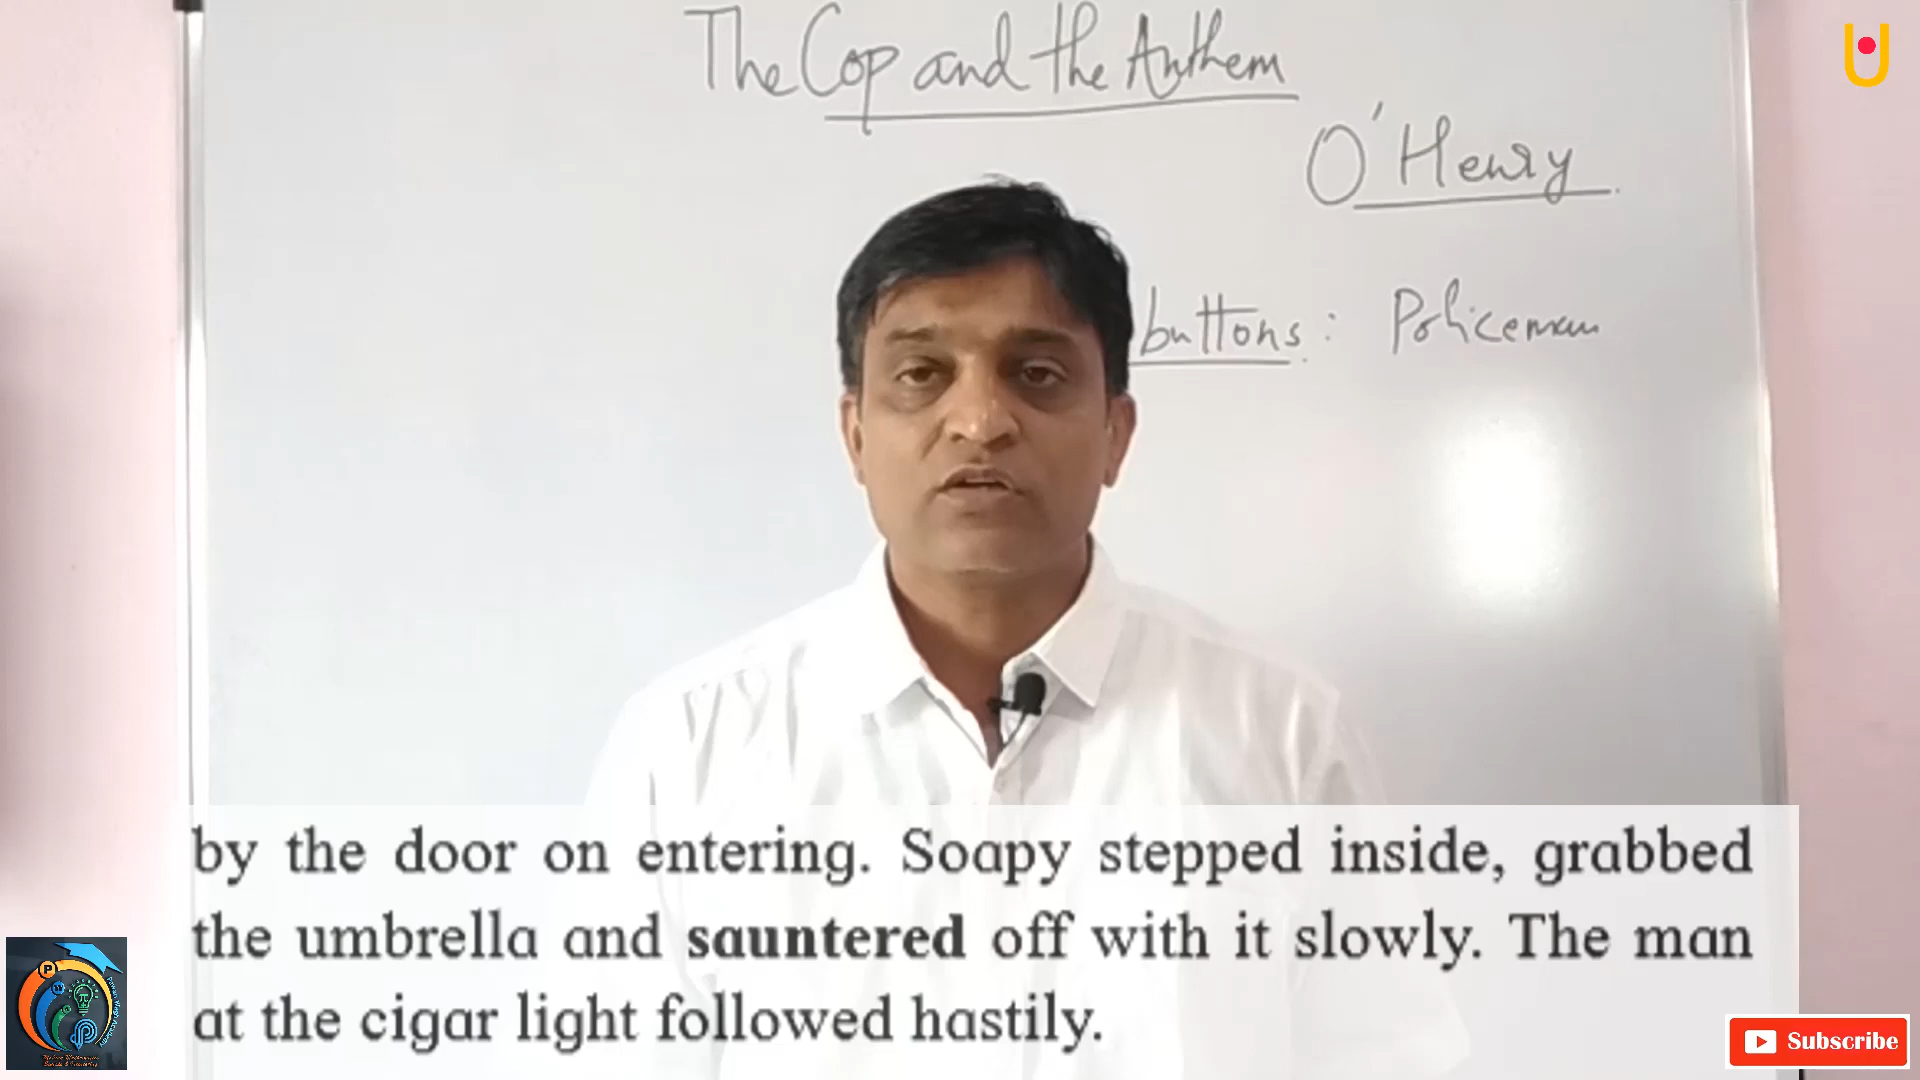 The Cop and the Anthem
O'Henry
buttons: Policeman
by the door on entering. Soapy stepped inside, grabbed
the umbrella and sauntered off with it slowly. The man
at the cigar light followed hastily.
Subscribe